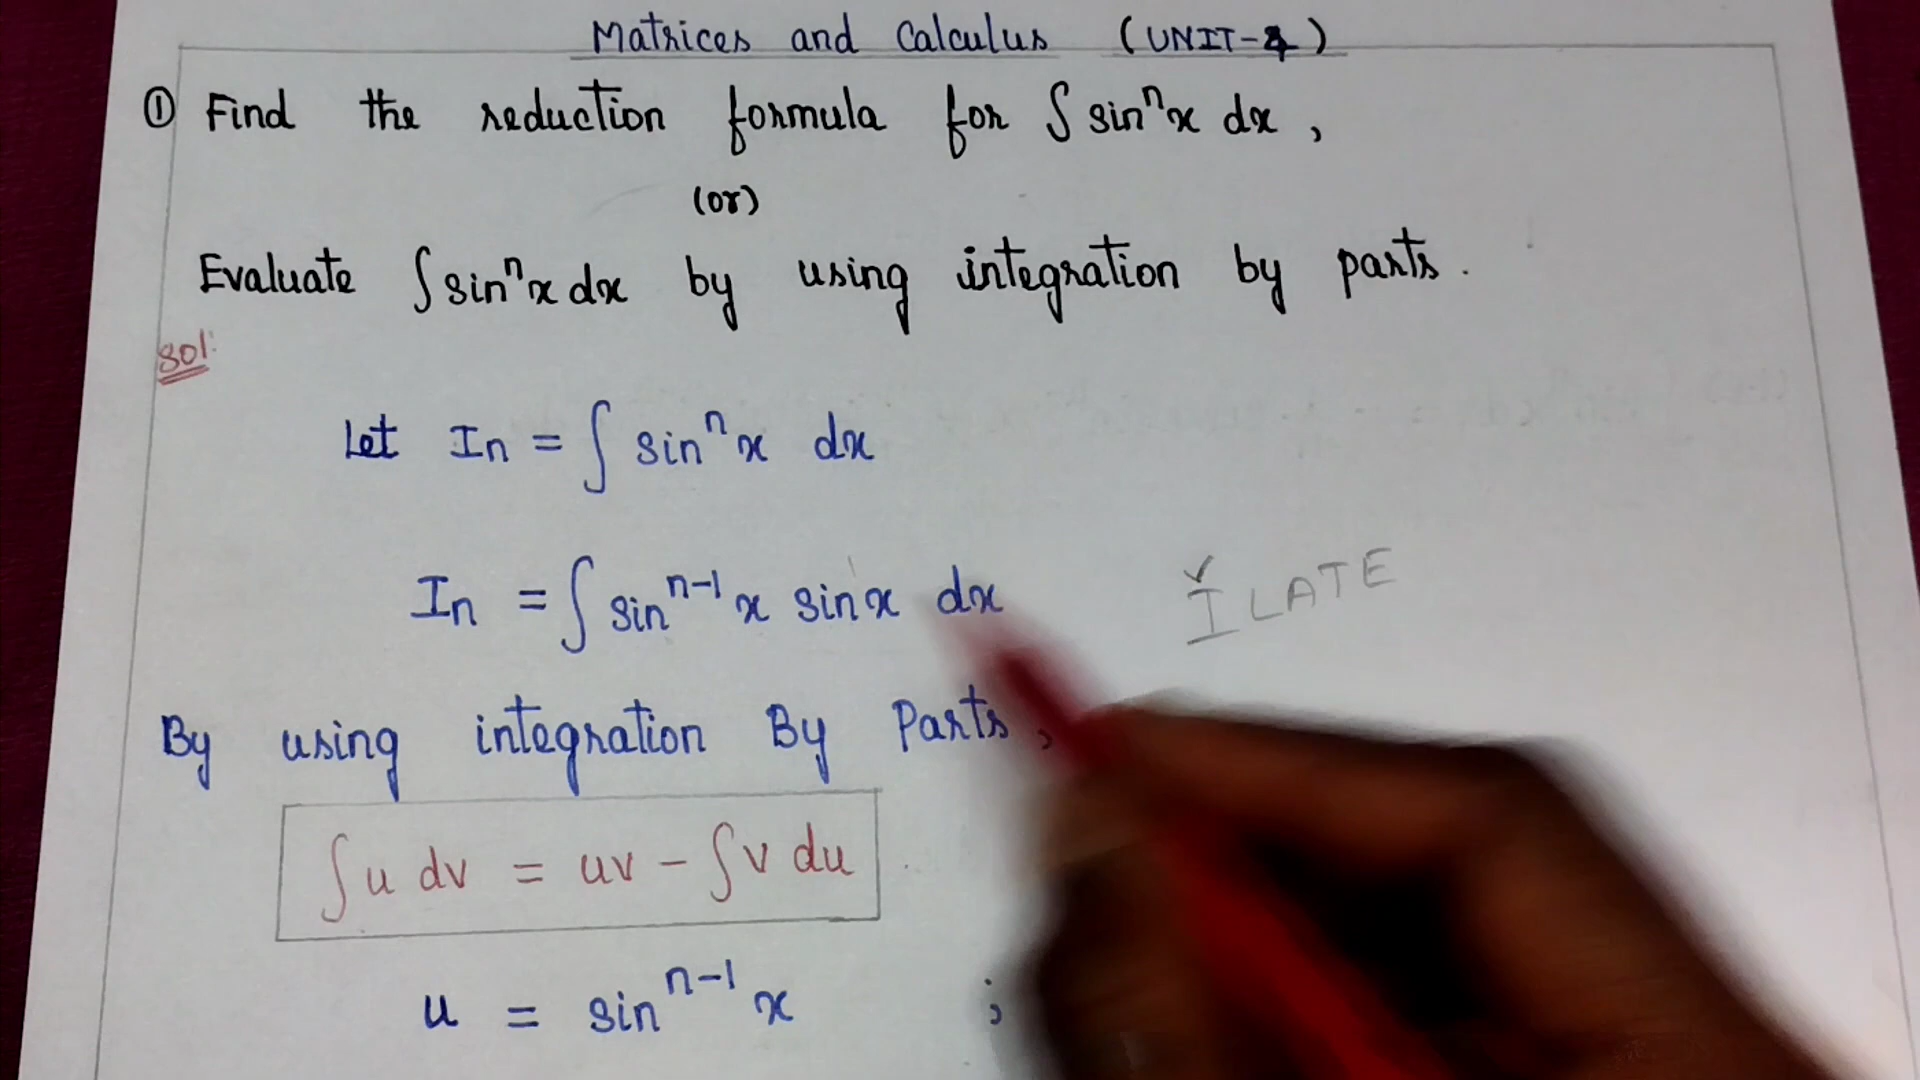 Matrices and Calculus (UNIT-4)
① Find the reduction formula for ∫ sinⁿx dx ,
(or)
Evaluate ∫ sinⁿx dx by using integration by parts .
Sol:
Let In = ∫ sinⁿx dx
In = ∫ sinⁿ⁻¹ x sinx dx
ILATE
By using integration By Parts,
∫ u dv = uv - ∫ v du
u = sinⁿ⁻¹ x ;